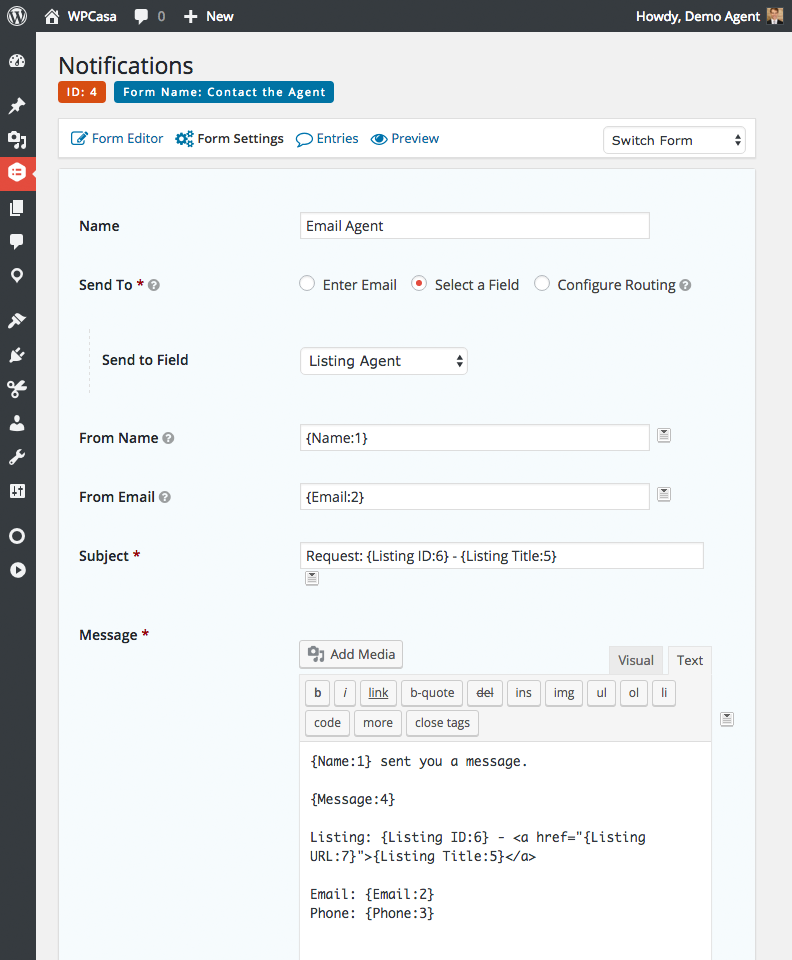 WPCasa 0 New Howdy, Demo Agent
Notifications
ID: 4 Form Name: Contact the Agent
Form Editor Form Settings Entries Preview Switch Form
Name Email Agent
Send To * ? Enter Email Select a Field Configure Routing ?
Send to Field Listing Agent
From Name ? {Name:1}
From Email ? {Email:2}
Subject * Request: {Listing ID:6} - {Listing Title:5}
Message *
Add Media Visual Text
b i link b-quote del ins img ul ol li
code more close tags
{Name:1} sent you a message.
{Message:4}
Listing: {Listing ID:6} - <a href="{Listing
URL:7}">{Listing Title:5}</a>
Email: {Email:2}
Phone: {Phone:3}